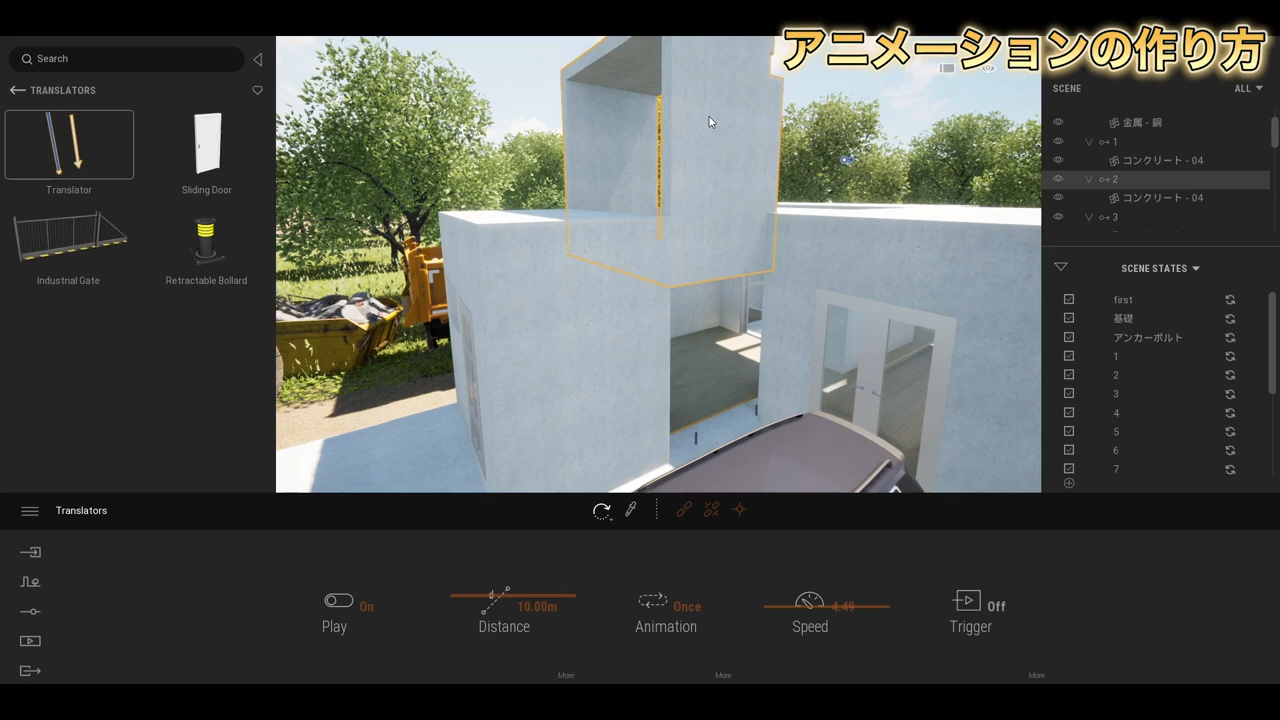 アニメーションの作り方
Search
TRANSLATORS
Translator
Sliding Door
Industrial Gate
Retractable Bollard
SCENE
ALL
金属 - 鋼
1
コンクリート - 04
2
コンクリート - 04
3
SCENE STATES
first
基礎
アンカーボルト
1
2
3
4
5
6
7
Translators
On
Play
10.00m
Distance
Once
Animation
4:49
Speed
Off
Trigger
More
More
More